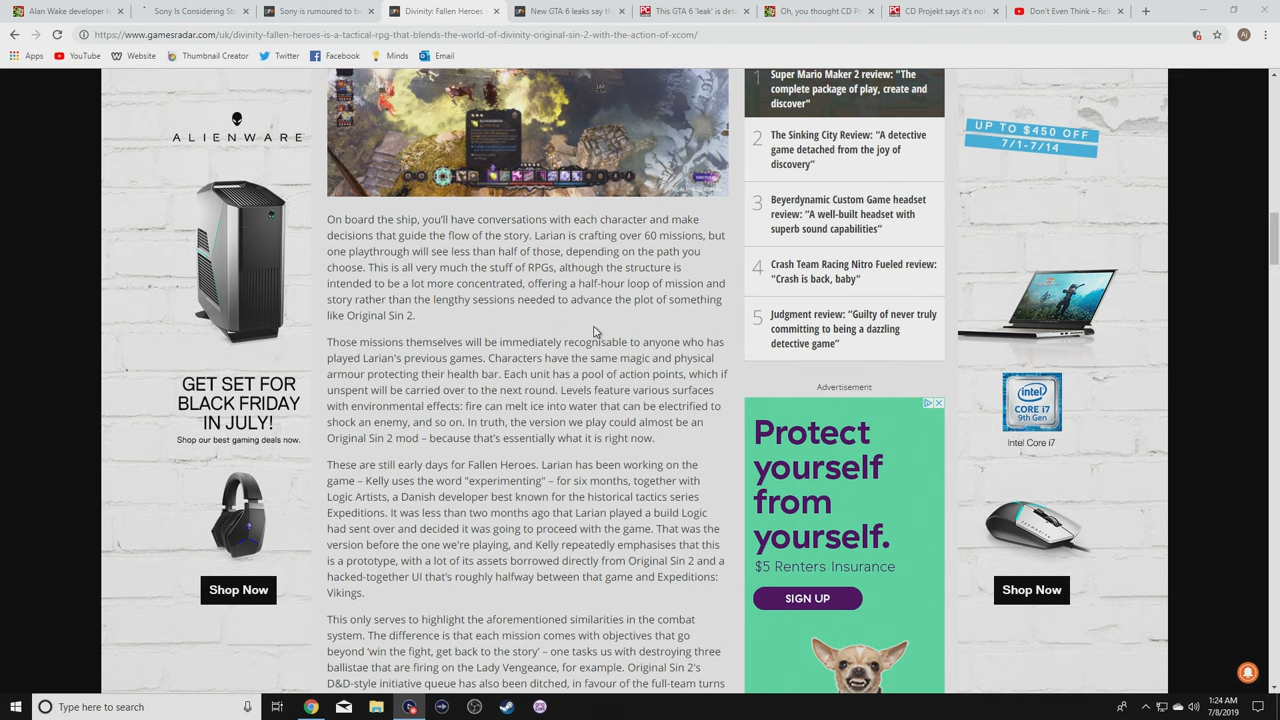 Alan Wake developer h
Sony Is Considering Stu
Sony is rumoured to be
Divinity: Fallen Heroes
New GTA 6 leaks say th
This GTA 6 'leak' is det
Oh, you thought CD P
CD Projekt says it's not
Don't Even Think – Rele
https://www.gamesradar.com/uk/divinity-fallen-heroes-is-a-tactical-rpg-that-blends-the-world-of-divinity-original-sin-2-with-the-action-of-xcom/
Aj
Apps YouTube Website Thumbnail Creator Twitter Facebook Minds Email
ALIENWARE
GET SET FOR
BLACK FRIDAY
IN JULY!
Shop our best gaming deals now.
Shop Now
On board the ship, you'll have conversations with each character and make
decisions that guide the flow of the story. Larian is crafting over 60 missions, but
one playthrough will see less than half of those, depending on the path you
choose. This is all very much the stuff of RPGs, although the structure is
intended to be a lot more concentrated, offering a half-hour loop of mission and
story rather than the lengthy sessions needed to advance the plot of something
like Original Sin 2.
Those missions themselves will be immediately recognisable to anyone who has
played Larian's previous games. Characters have the same magic and physical
armour protecting their health bar. Each unit has a pool of action points, which if
unspent will be carried over to the next round. Levels feature various surfaces
with environmental effects: fire can melt ice into water that can be electrified to
shock an enemy, and so on. In truth, the version we play could almost be an
Original Sin 2 mod – because that's essentially what it is right now.
These are still early days for Fallen Heroes. Larian has been working on the
game – Kelly uses the word "experimenting" – for six months, together with
Logic Artists, a Danish developer best known for the historical tactics series
Expeditions. It was less than two months ago that Larian played a build Logic
had sent over and decided it was going to proceed with the game. That was the
version before the one we're playing, and Kelly repeatedly emphasises that this
is a prototype, with a lot of its assets borrowed directly from Original Sin 2 and a
hacked-together UI that's roughly halfway between that game and Expeditions:
Vikings.
This only serves to highlight the aforementioned similarities in the combat
system. The difference is that each mission comes with objectives that go
beyond 'win the fight, get back to the story' – one tasks us with destroying three
ballistae that are firing on the Lady Vengeance, for example. Original Sin 2's
D&D-style initiative queue has also been ditched, in favour of the full-team turns
1 Super Mario Maker 2 review: "The
complete package of play, create and
discover"
2 The Sinking City Review: "A detective
game detached from the joy of
discovery"
3 Beyerdynamic Custom Game headset
review: "A well-built headset with
superb sound capabilities"
4 Crash Team Racing Nitro Fueled review:
"Crash is back, baby"
5 Judgment review: "Guilty of never truly
committing to being a dazzling
detective game"
Advertisement
Protect
yourself
from
yourself.
$5 Renters Insurance
SIGN UP
UP TO $450 OFF
7/1-7/14
intel
CORE i7
9th Gen
Intel Core i7
Shop Now
Type here to search
1:24 AM
7/8/2019